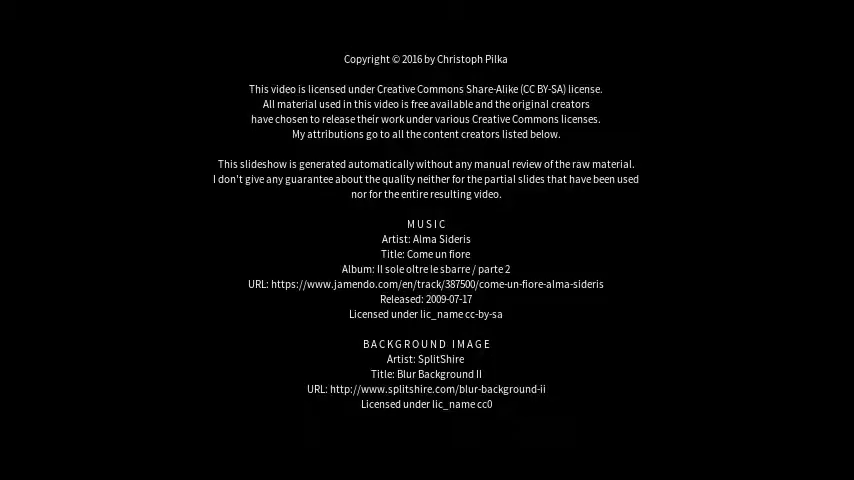 Copyright © 2016 by Christoph Pilka
This video is licensed under Creative Commons Share-Alike (CC BY-SA) license.
All material used in this video is free available and the original creators
have chosen to release their work under various Creative Commons licenses.
My attributions go to all the content creators listed below.
This slideshow is generated automatically without any manual review of the raw material.
I don't give any guarantee about the quality neither for the partial slides that have been used
nor for the entire resulting video.
M U S I C
Artist: Alma Sideris
Title: Come un fiore
Album: Il sole oltre le sbarre / parte 2
URL: https://www.jamendo.com/en/track/387500/come-un-fiore-alma-sideris
Released: 2009-07-17
Licensed under lic_name cc-by-sa
B A C K G R O U N D   I M A G E
Artist: SplitShire
Title: Blur Background II
URL: http://www.splitshire.com/blur-background-ii
Licensed under lic_name cc0